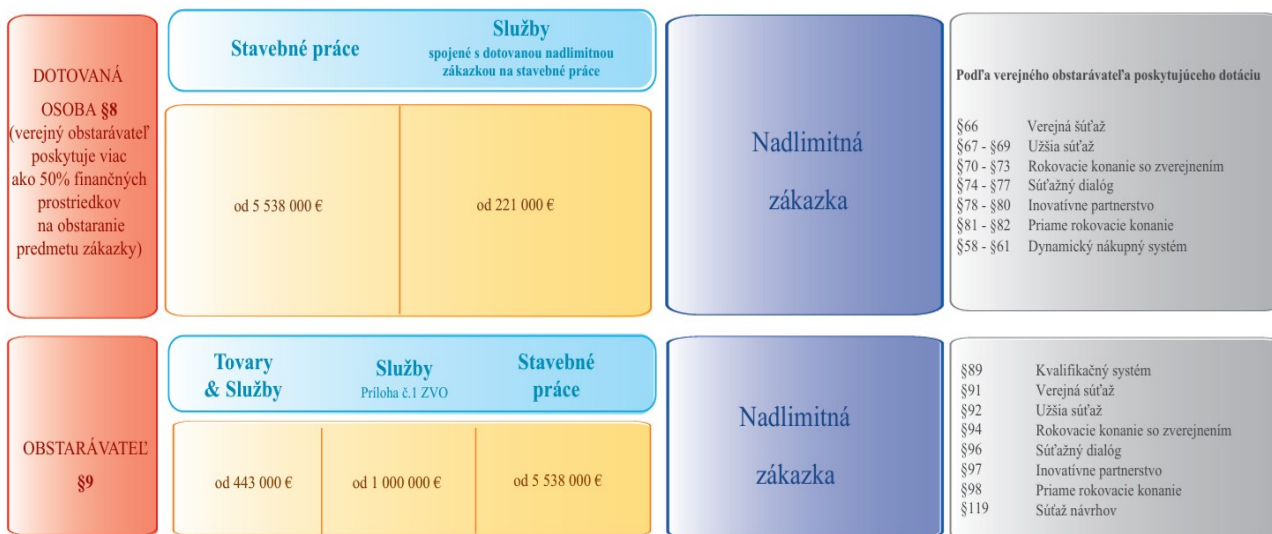 DOTOVANÁ
OSOBA §8
(verejný obstarávateľ
poskytuje viac
ako 50% finančných
prostriedkov
na obstaranie
predmetu zákazky)
Stavebné práce
Služby
spojené s dotovanou nadlimitnou
zákazkou na stavebné práce
od 5 538 000 €
od 221 000 €
Nadlimitná
zákazka
Podľa verejného obstarávateľa poskytujúceho dotáciu
§66 Verejná šúťaž
§67 - §69 Užšia súťaž
§70 - §73 Rokovacie konanie so zverejnením
§74 - §77 Súťažný dialóg
§78 - §80 Inovatívne partnerstvo
§81 - §82 Priame rokovacie konanie
§58 - §61 Dynamický nákupný systém
OBSTARÁVATEĽ
§9
Tovary
& Služby
Služby
Príloha č.1 ZVO
Stavebné
práce
od 443 000 €
od 1 000 000 €
od 5 538 000 €
Nadlimitná
zákazka
§89 Kvalifikačný systém
§91 Verejná súťaž
§92 Užšia súťaž
§94 Rokovacie konanie so zverejnením
§96 Súťažný dialóg
§97 Inovatívne partnerstvo
§98 Priame rokovacie konanie
§119 Súťaž návrhov